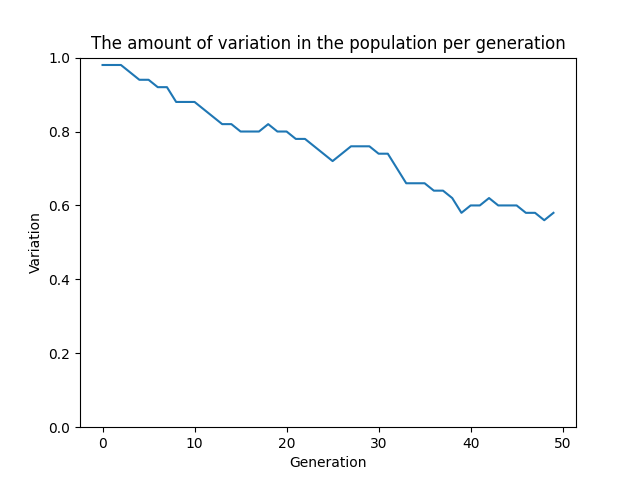 The amount of variation in the population per generation
1.0
0.8
0.6
0.4
0.2
0.0
Variation
0 10 20 30 40 50
Generation